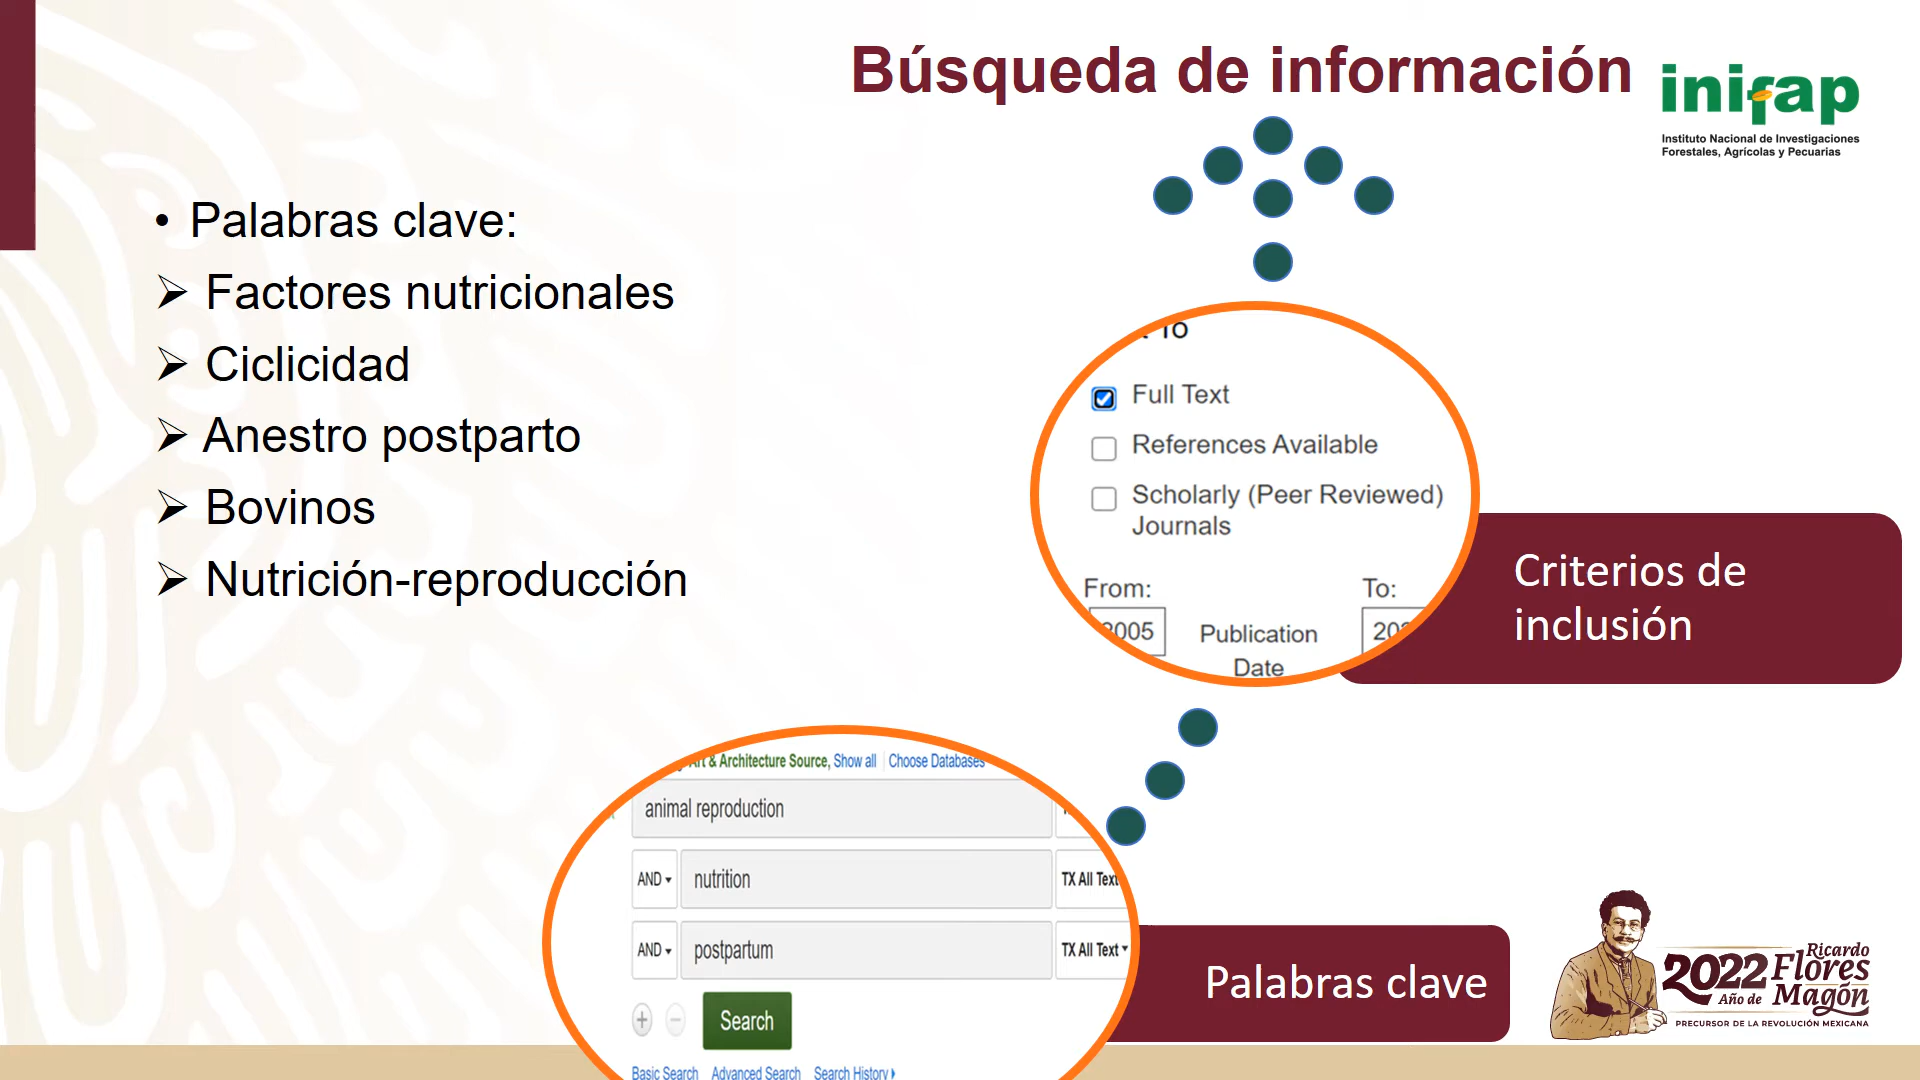 Búsqueda de información
inifap
Instituto Nacional de Investigaciones
Forestales, Agrícolas y Pecuarias
• Palabras clave:
➢ Factores nutricionales
➢ Ciclicidad
➢ Anestro postparto
➢ Bovinos
➢ Nutrición-reproducción
To
Full Text
References Available
Scholarly (Peer Reviewed)
Journals
From:
To:
2005
Publication
Date
Criterios de
inclusión
Art & Architecture Source, Show all
Choose Databases
animal reproduction
AND
nutrition
TX All Text
AND
postpartum
TX All Text
Search
Basic Search
Advanced Search
Search History
Palabras clave
2022
Año de
Ricardo
Flores
Magón
PRECURSOR DE LA REVOLUCIÓN MEXICANA